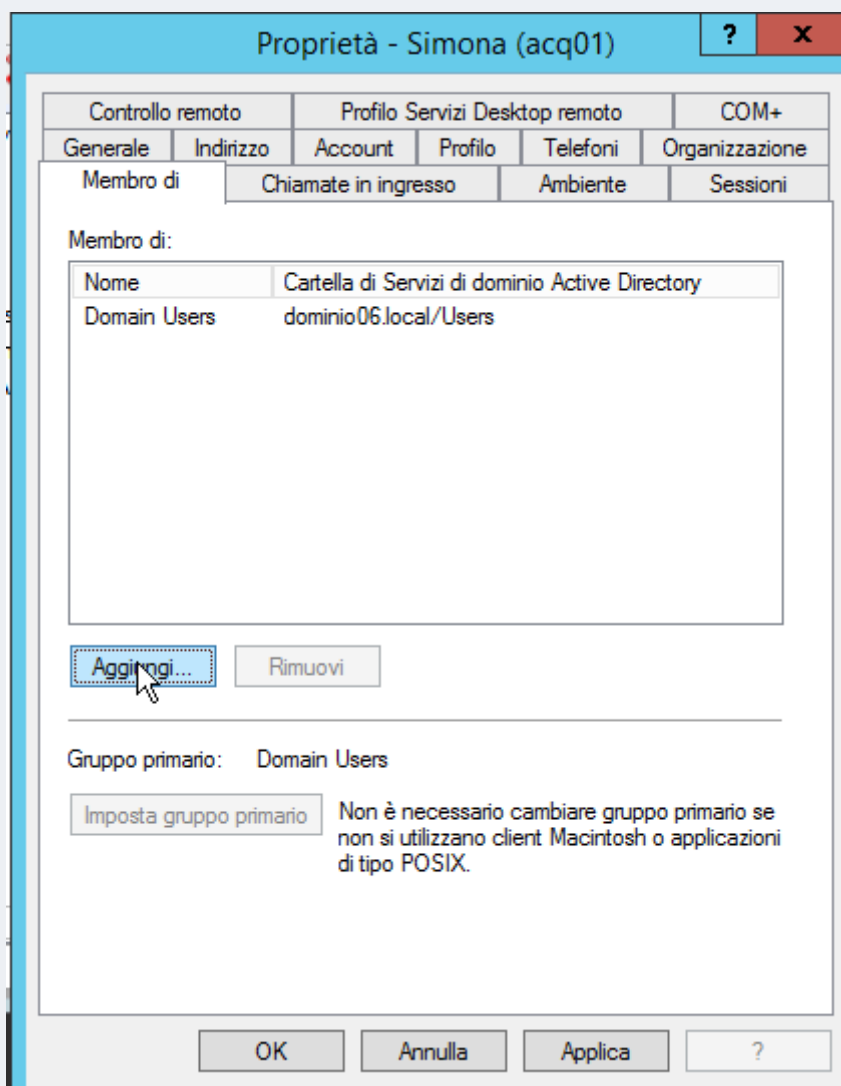 Proprietà - Simona (acq01)
?
x
Controllo remoto
Profilo Servizi Desktop remoto
COM+
Generale
Indirizzo
Account
Profilo
Telefoni
Organizzazione
Membro di
Chiamate in ingresso
Ambiente
Sessioni
Membro di:
Nome
Cartella di Servizi di dominio Active Directory
Domain Users
dominio06.local/Users
Aggiungi...
Rimuovi
Gruppo primario:
Domain Users
Imposta gruppo primario
Non è necessario cambiare gruppo primario se
non si utilizzano client Macintosh o applicazioni
di tipo POSIX.
OK
Annulla
Applica
?